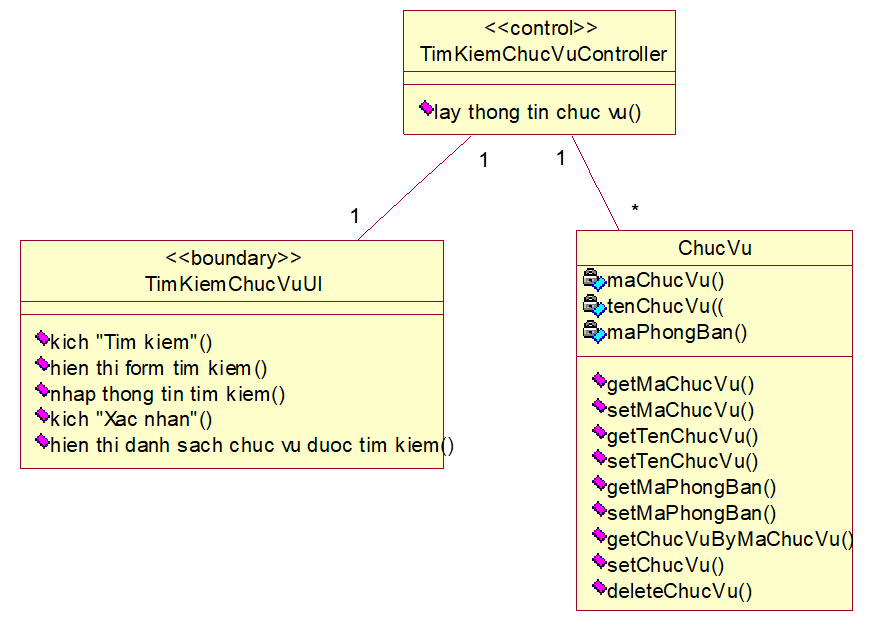 <<control>>
TimKiemChucVuController
lay thong tin chuc vu()
1
1
1
*
<<boundary>>
TimKiemChucVuUI
kich "Tim kiem"()
hien thi form tim kiem()
nhap thong tin tim kiem()
kich "Xac nhan"()
hien thi danh sach chuc vu duoc tim kiem()
ChucVu
maChucVu()
tenChucVu((
maPhongBan()
getMaChucVu()
setMaChucVu()
getTenChucVu()
setTenChucVu()
getMaPhongBan()
setMaPhongBan()
getChucVuByMaChucVu()
setChucVu()
deleteChucVu()